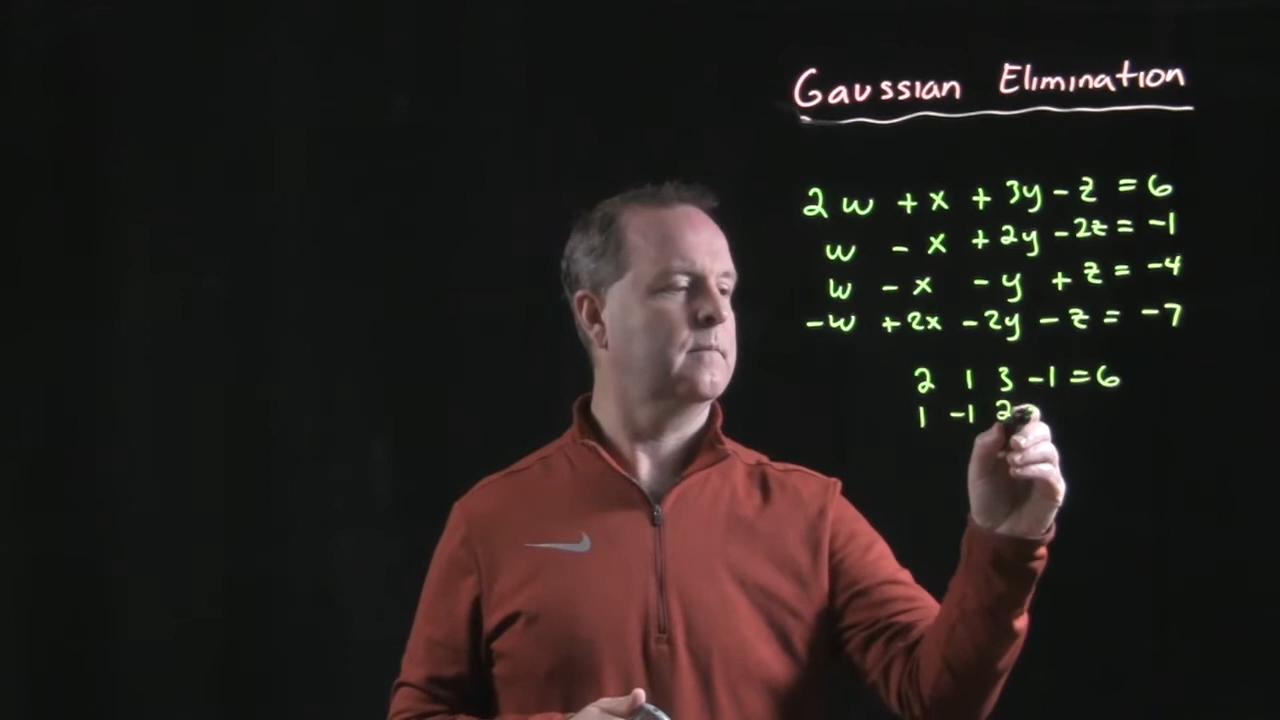 Gaussian Elimination
2w + x + 3y - z = 6
w - x + 2y - 2z = -1
w - x - y + z = -4
-w + 2x - 2y - z = -7
2 1 3 -1 = 6
1 -1 2